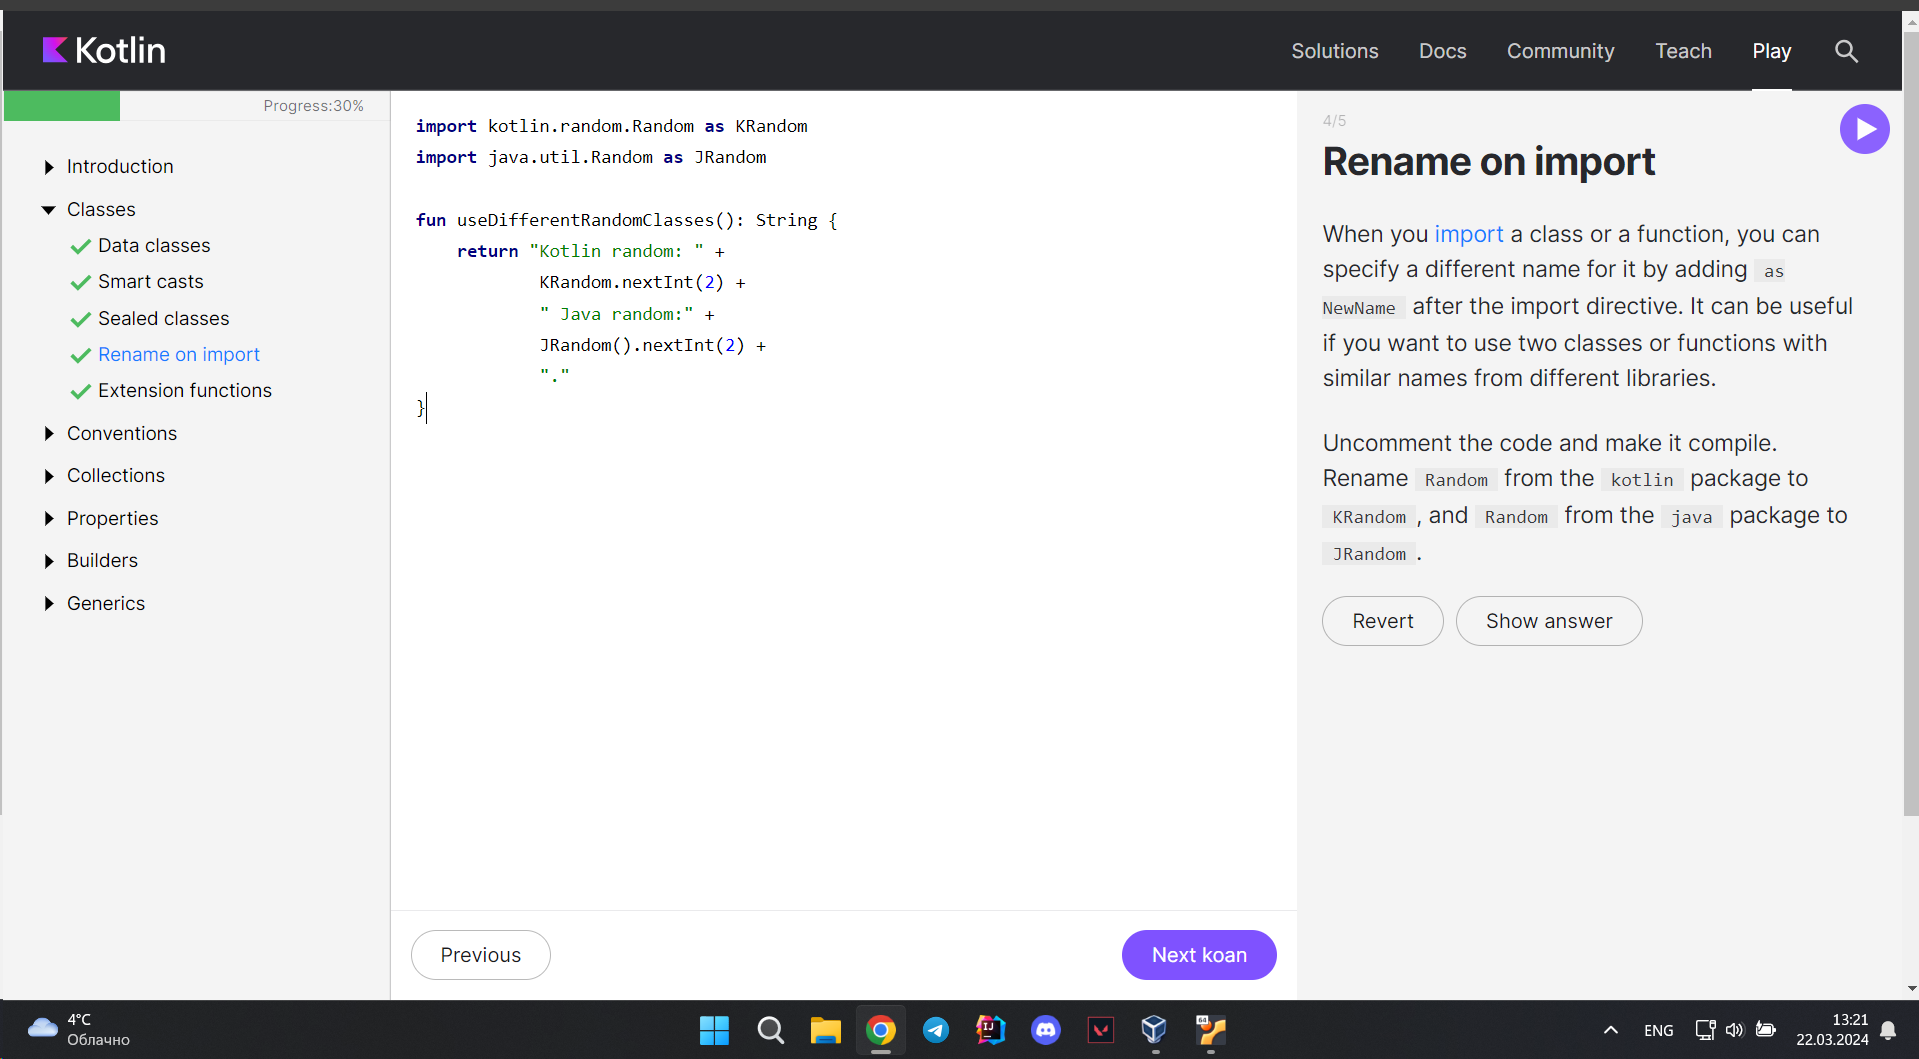 Kotlin
Solutions
Docs
Community
Teach
Play
Progress:30%
Introduction
Classes
Data classes
Smart casts
Sealed classes
Rename on import
Extension functions
Conventions
Collections
Properties
Builders
Generics
import kotlin.random.Random as KRandom
import java.util.Random as JRandom
fun useDifferentRandomClasses(): String {
return "Kotlin random: " +
KRandom.nextInt(2) +
" Java random:" +
JRandom().nextInt(2) +
"."
}
Previous
Next koan
4/5
Rename on import
When you import a class or a function, you can
specify a different name for it by adding as
NewName after the import directive. It can be useful
if you want to use two classes or functions with
similar names from different libraries.
Uncomment the code and make it compile.
Rename Random from the kotlin package to
KRandom , and Random from the java package to
JRandom .
Revert
Show answer
4°C
Облачно
IJ
64
ENG
13:21
22.03.2024